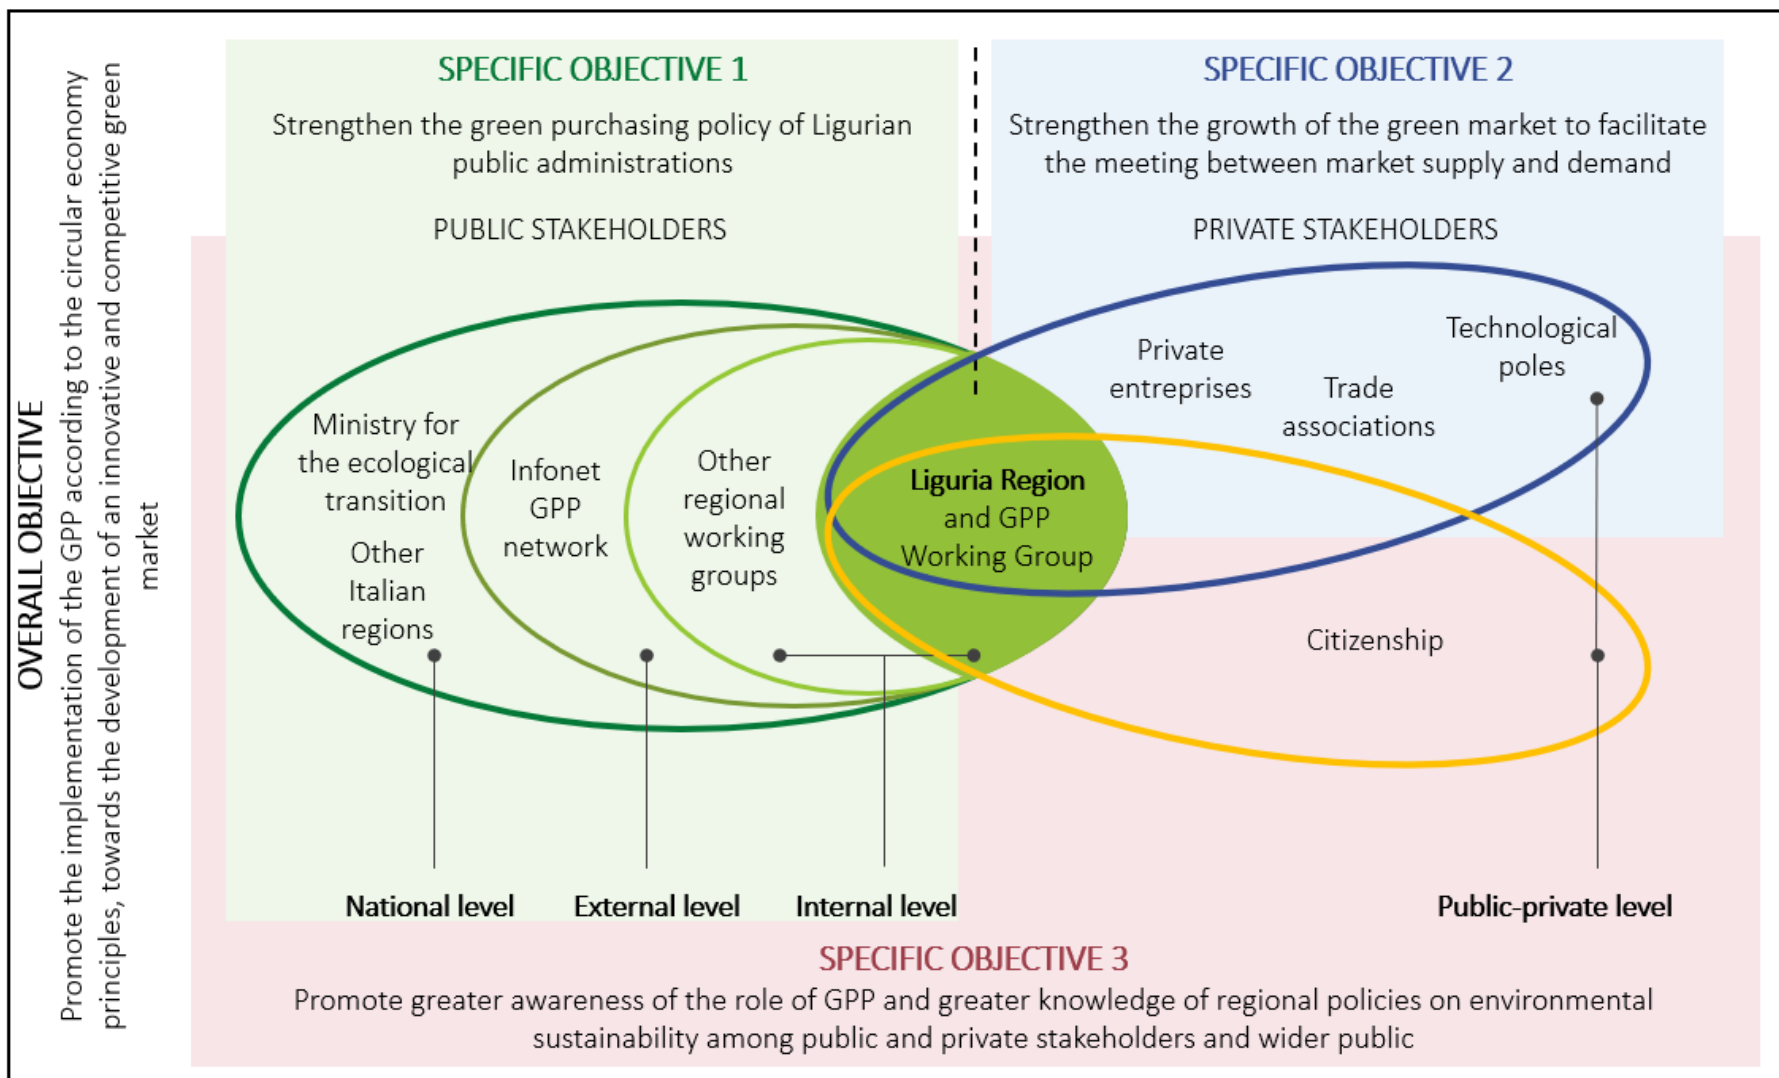 OVERALL OBJECTIVE
Promote the implementation of the GPP according to the circular economy
principles, towards the development of an innovative and competitive green
market
SPECIFIC OBJECTIVE 1
Strengthen the green purchasing policy of Ligurian
public administrations
PUBLIC STAKEHOLDERS
SPECIFIC OBJECTIVE 2
Strengthen the growth of the green market to facilitate
the meeting between market supply and demand
PRIVATE STAKEHOLDERS
Ministry for
the ecological
transition
Other
Italian
regions
Infonet
GPP
network
Other
regional
working
groups
Liguria Region
and GPP
Working Group
Private
entreprises
Trade
associations
Technological
poles
Citizenship
National level
External level
Internal level
Public-private level
SPECIFIC OBJECTIVE 3
Promote greater awareness of the role of GPP and greater knowledge of regional policies on environmental
sustainability among public and private stakeholders and wider public